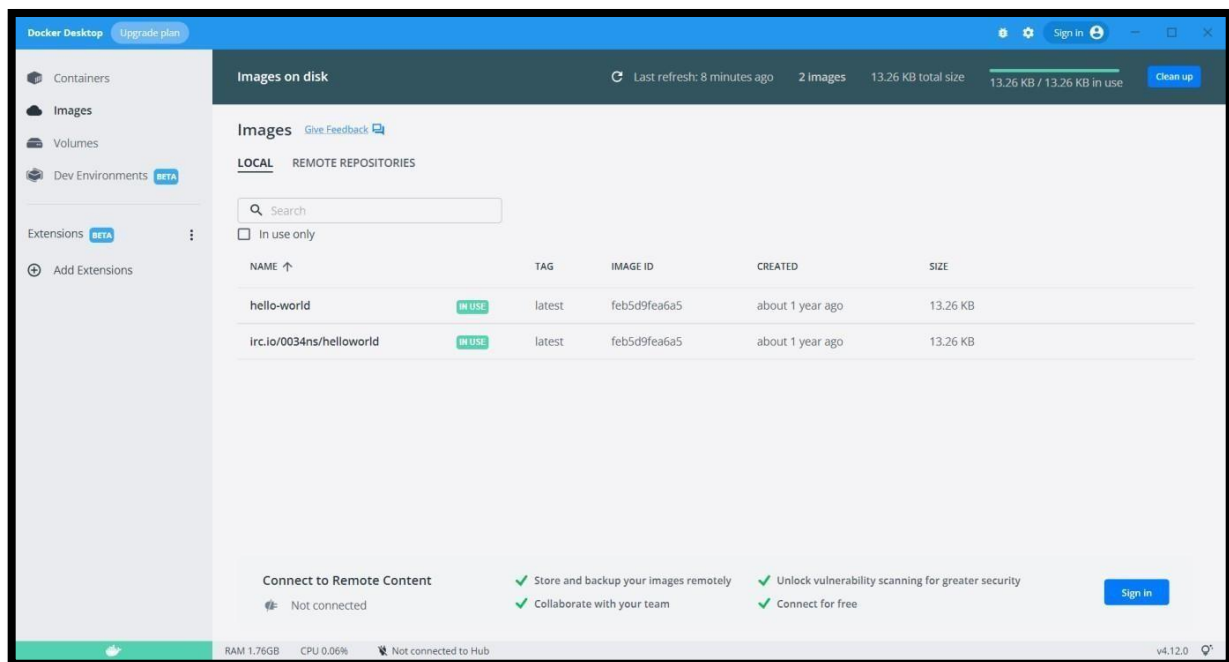 Docker Desktop Upgrade plan Sign in
Containers
Images
Volumes
Dev Environments BETA
Extensions BETA
Add Extensions
Images on disk Last refresh: 8 minutes ago 2 images 13.26 KB total size 13.26 KB / 13.26 KB in use Clean up
Images Give Feedback
LOCAL REMOTE REPOSITORIES
Search
In use only
NAME TAG IMAGE ID CREATED SIZE
hello-world IN USE latest feb5d9fea6a5 about 1 year ago 13.26 KB
irc.io/0034ns/helloworld IN USE latest feb5d9fea6a5 about 1 year ago 13.26 KB
Connect to Remote Content
Not connected
Store and backup your images remotely
Collaborate with your team
Unlock vulnerability scanning for greater security
Connect for free
Sign in
RAM 1.76GB CPU 0.06% Not connected to Hub v4.12.0